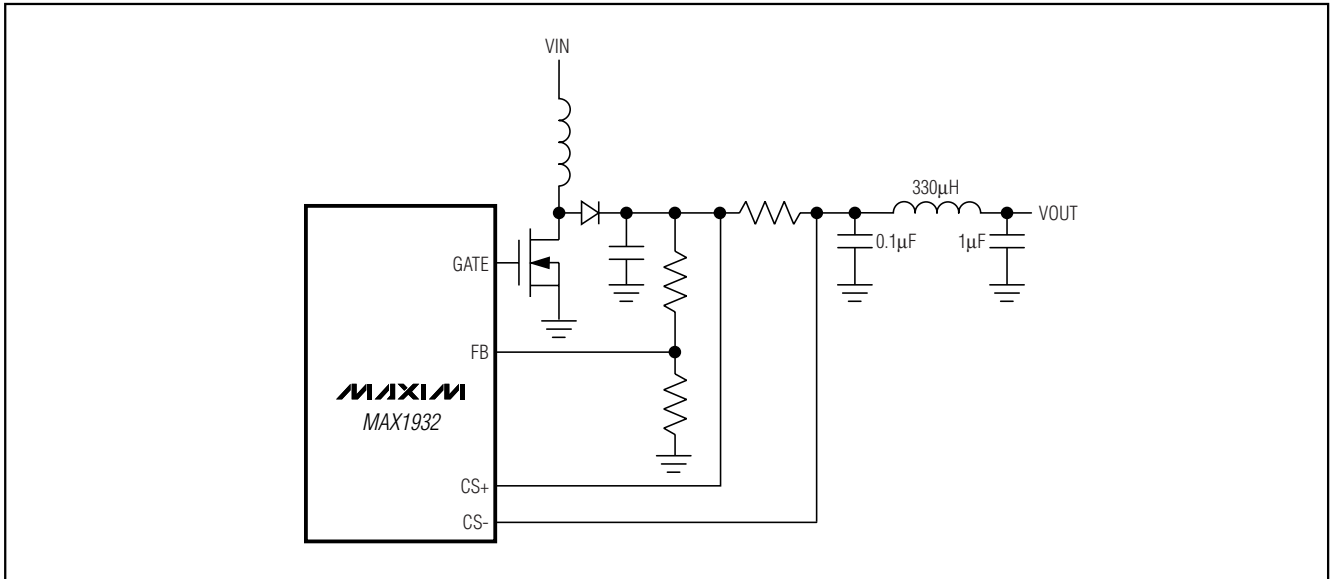 VIN
330μH
VOUT
0.1μF
1μF
GATE
FB
MAXIM
MAX1932
CS+
CS-